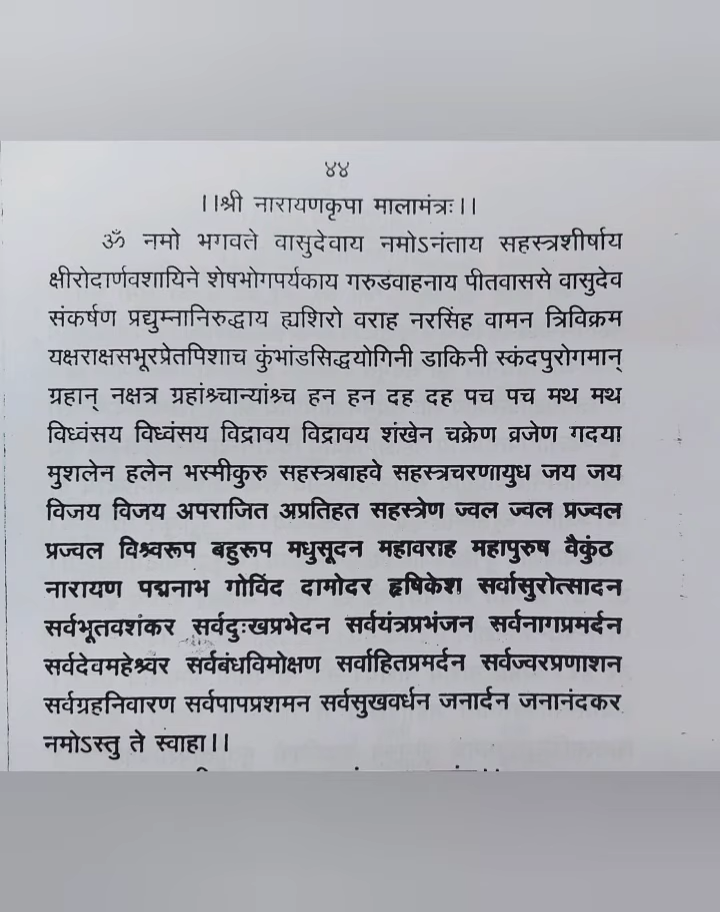 ४४
।।श्री नारायणकृपा मालामंत्रः।।
ॐ नमो भगवते वासुदेवाय नमोऽनंताय सहस्त्रशीर्षाय
क्षीरोदार्णवशायिने शेषभोगपर्यकाय गरुडवाहनाय पीतवाससे वासुदेव
संकर्षण प्रद्युम्नानिरुद्धाय ह्यशिरो वराह नरसिंह वामन त्रिविक्रम
यक्षराक्षसभूरप्रेतपिशाच कुंभांडसिद्धयोगिनी डाकिनी स्कंदपुरोगमान्
ग्रहान् नक्षत्र ग्रहांश्चान्यांश्च हन हन दह दह पच पच मथ मथ
विध्वंसय विध्वंसय विद्रावय विद्रावय शंखेन चक्रेण व्रजेण गदया
मुशलेन हलेन भस्मीकुरु सहस्त्रबाहवे सहस्त्रचरणायुध जय जय
विजय विजय अपराजित अप्रतिहत सहस्त्रेण ज्वल ज्वल प्रज्वल
प्रज्वल विश्वरूप बहुरूप मधुसूदन महावराह महापुरुष वैकुंठ
नारायण पद्मनाभ गोविंद दामोदर हृषिकेश सर्वासुरोत्सादन
सर्वभूतवशंकर सर्वदुःखप्रभेदन सर्वयंत्रप्रभंजन सर्वनागप्रमर्दन
सर्वदेवमहेश्वर सर्वबंधविमोक्षण सर्वाहितप्रमर्दन सर्वज्वरप्रणाशन
सर्वग्रहनिवारण सर्वपापप्रशमन सर्वसुखवर्धन जनार्दन जनानंदकर
नमोऽस्तु ते स्वाहा।।